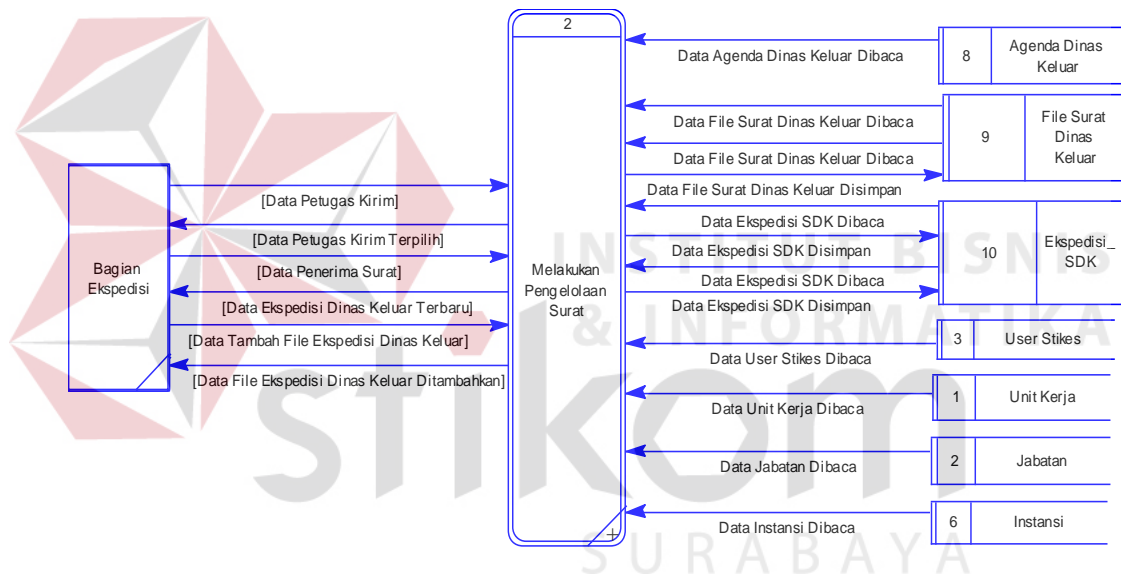 2
Data Agenda Dinas Keluar Dibaca
8
Agenda Dinas
Keluar
Data File Surat Dinas Keluar Dibaca
Data File Surat Dinas Keluar Dibaca
Data File Surat Dinas Keluar Disimpan
9
File Surat
Dinas
Keluar
Bagian
Ekspedisi
[Data Petugas Kirim]
[Data Petugas Kirim Terpilih]
[Data Penerima Surat]
[Data Ekspedisi Dinas Keluar Terbaru]
[Data Tambah File Ekspedisi Dinas Keluar]
[Data File Ekspedisi Dinas Keluar Ditambahkan]
Melakukan
Pengelolaan
Surat
Data Ekspedisi SDK Dibaca
Data Ekspedisi SDK Disimpan
Data Ekspedisi SDK Dibaca
Data Ekspedisi SDK Disimpan
10
Ekspedisi_
SDK
Data User Stikes Dibaca
3
User Stikes
Data Unit Kerja Dibaca
1
Unit Kerja
Data Jabatan Dibaca
2
Jabatan
Data Instansi Dibaca
6
Instansi
INSTITUT BISNIS
& INFORMATIKA
stikom
SURABAYA